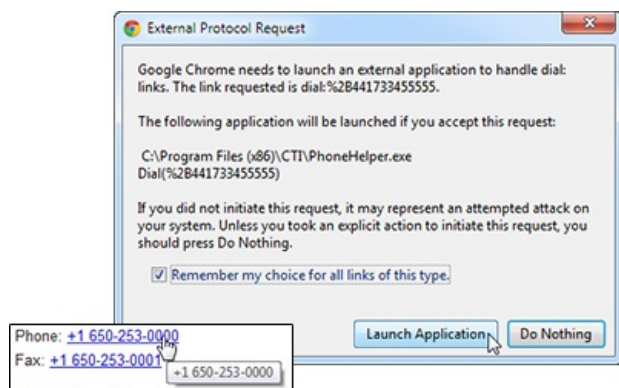 External Protocol Request
Google Chrome needs to launch an external application to handle dial:
links. The link requested is dial:%2B441733455555.
The following application will be launched if you accept this request:
C:\Program Files (x86)\CTI\PhoneHelper.exe
Dial(%2B441733455555)
If you did not initiate this request, it may represent an attempted attack on
your system. Unless you took an explicit action to initiate this request, you
should press Do Nothing.
Remember my choice for all links of this type.
Launch Application
Do Nothing
Phone: +1 650-253-0000
Fax: +1 650-253-0001
+1 650-253-0000